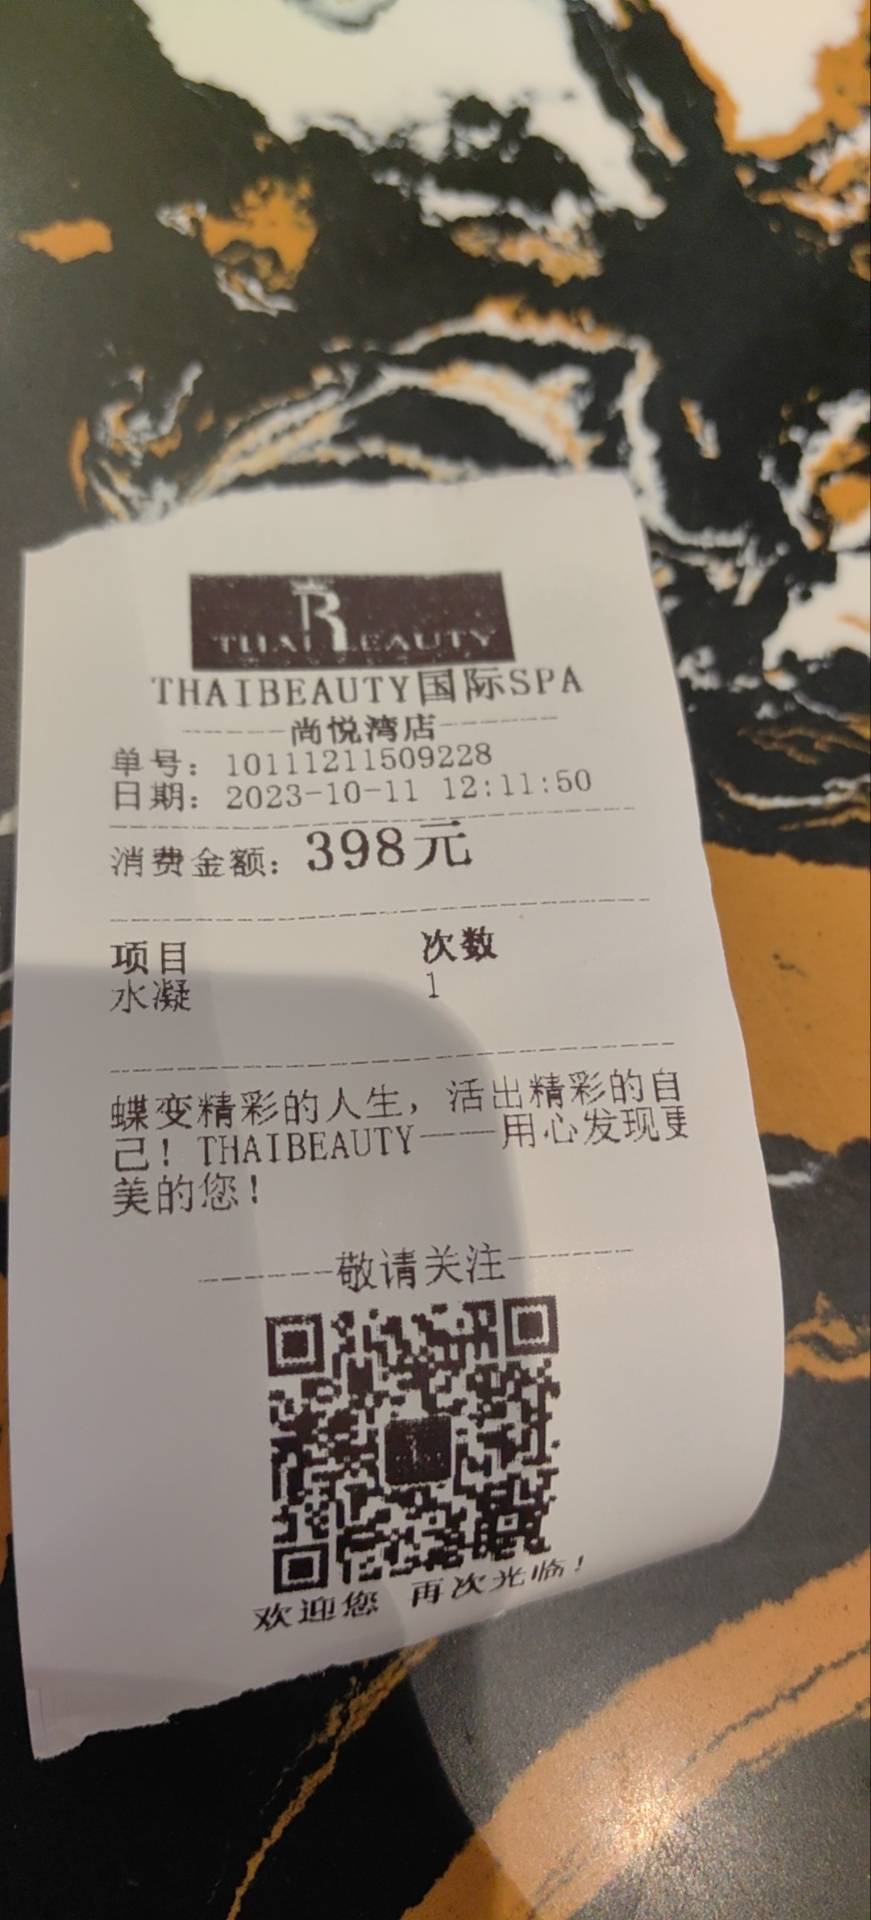 THAI BEAUTY
THAIBEAUTY国际SPA
------尚悦湾店------
单号：10111211509228
日期：2023-10-11 12:11:50
消费金额：398元
项目 次数
水凝 1
蝶变精彩的人生，活出精彩的自
己！THAIBEAUTY——用心发现更
美的您！
------敬请关注------
欢迎您 再次光临！